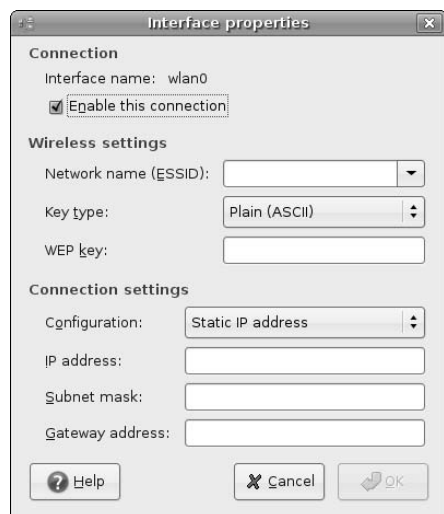 Interface properties
Connection
Interface name: wlan0
Enable this connection
Wireless settings
Network name (ESSID):
Key type: Plain (ASCII)
WEP key:
Connection settings
Configuration: Static IP address
IP address:
Subnet mask:
Gateway address:
Help Cancel OK